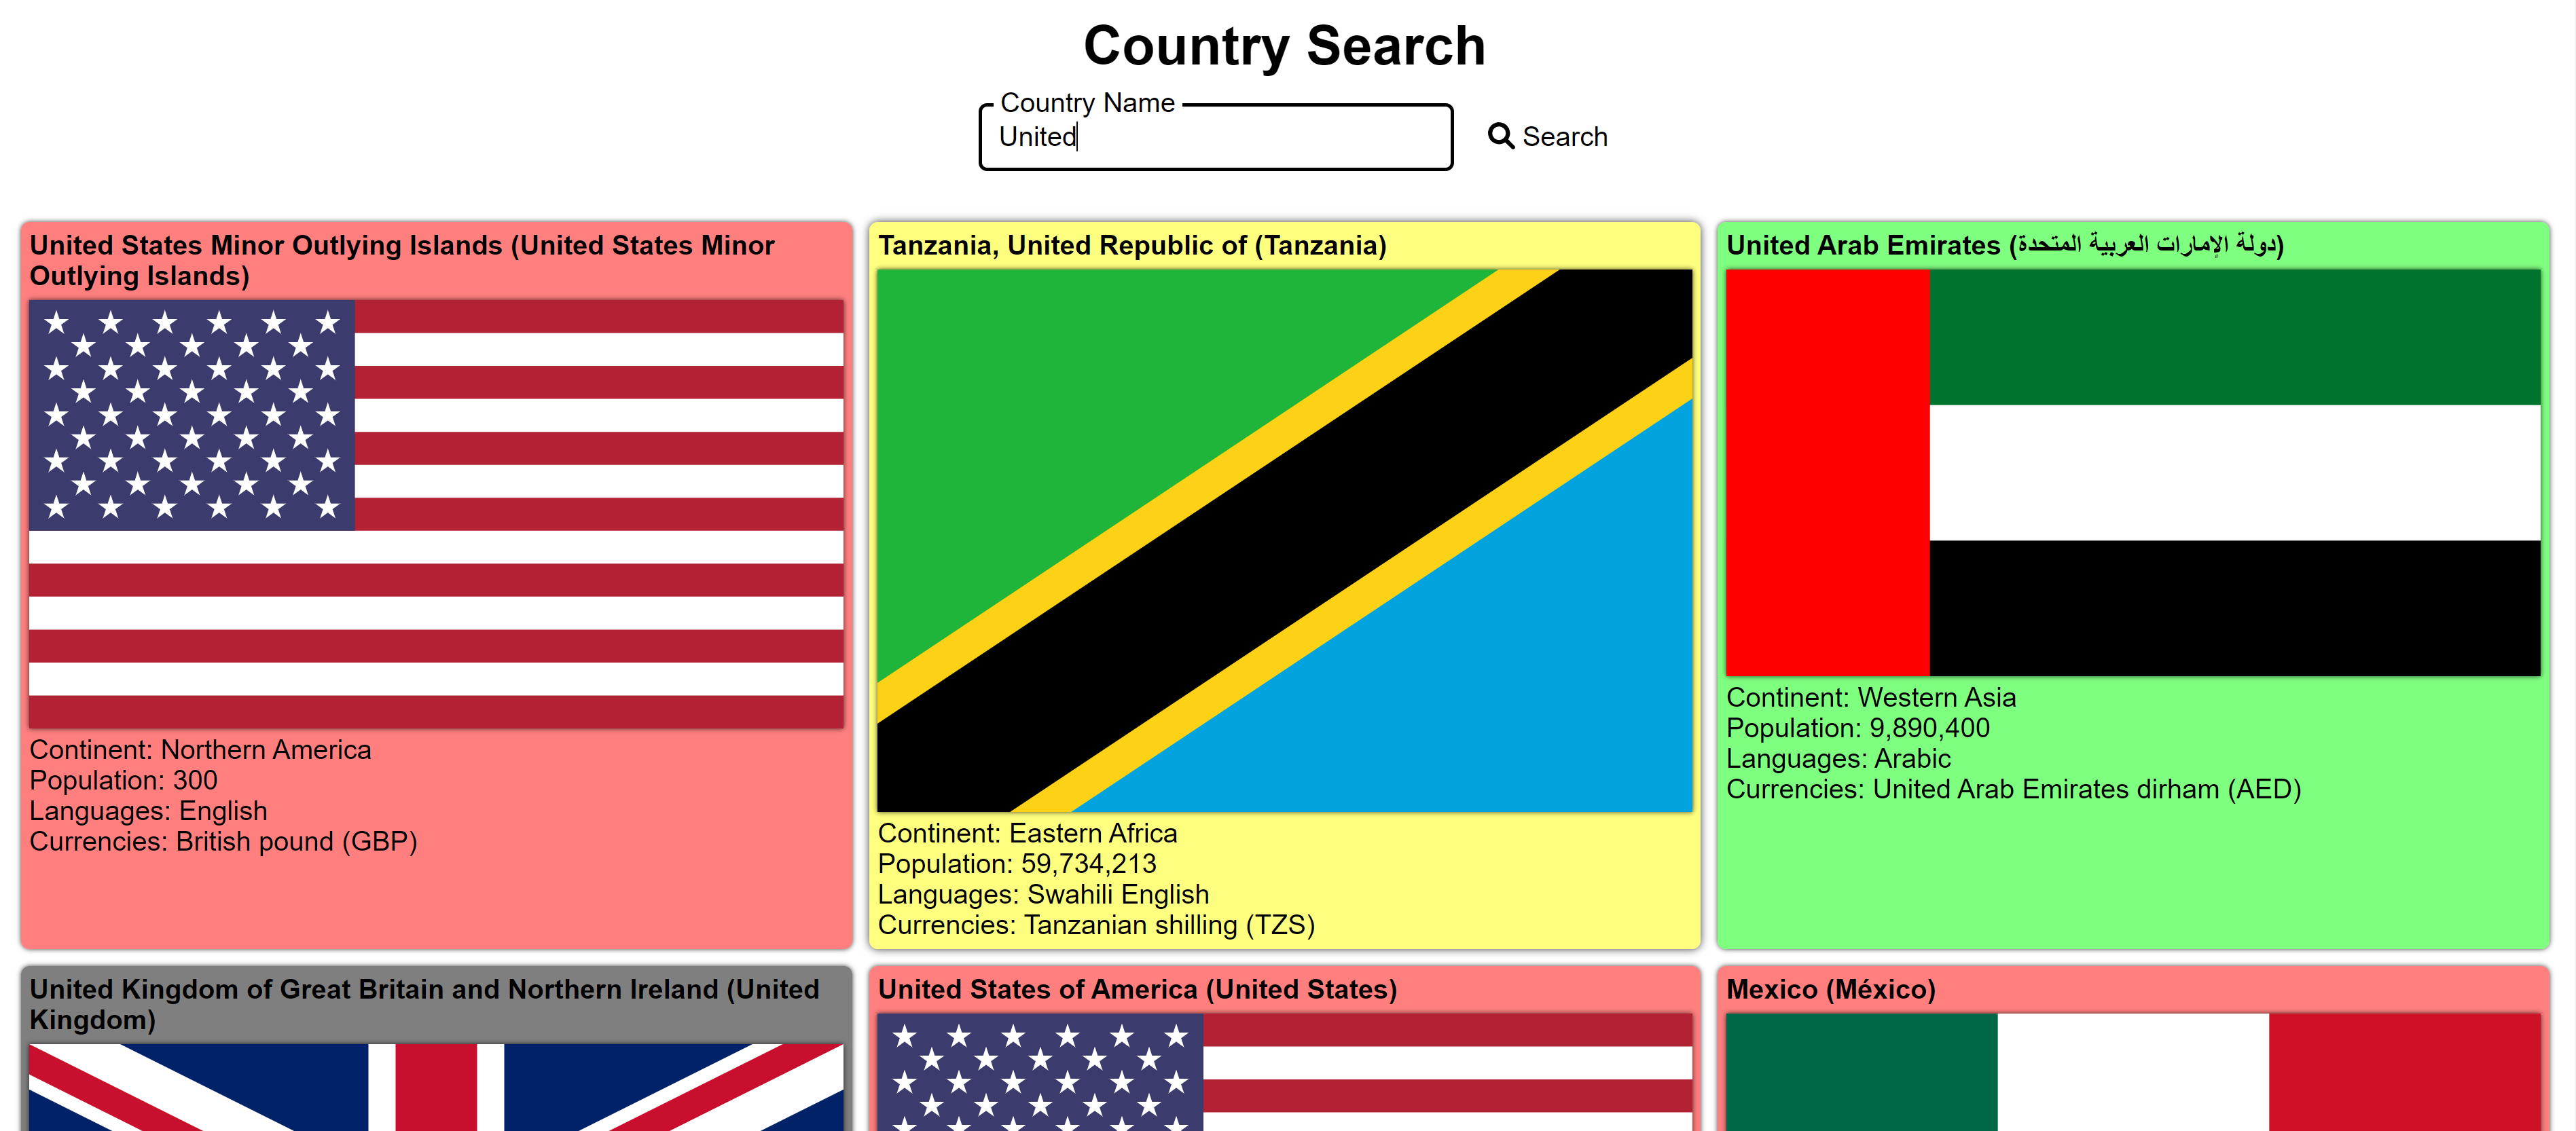 Country Search
Country Name
United
Search
United States Minor Outlying Islands (United States Minor
Outlying Islands)
Continent: Northern America
Population: 300
Languages: English
Currencies: British pound (GBP)
Tanzania, United Republic of (Tanzania)
Continent: Eastern Africa
Population: 59,734,213
Languages: Swahili English
Currencies: Tanzanian shilling (TZS)
United Arab Emirates (دولة الإمارات العربية المتحدة)
Continent: Western Asia
Population: 9,890,400
Languages: Arabic
Currencies: United Arab Emirates dirham (AED)
United Kingdom of Great Britain and Northern Ireland (United
Kingdom)
United States of America (United States)
Mexico (México)